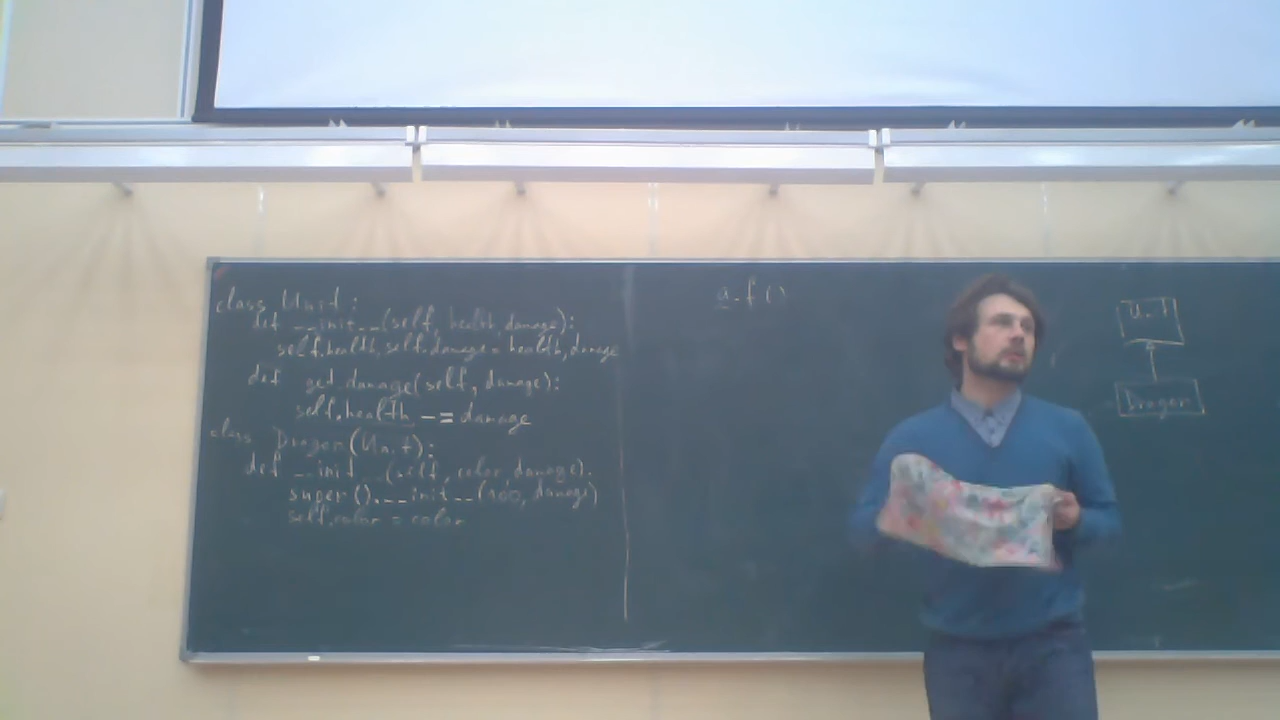 class Unit:
def __init__(self, health, damage):
self.health, self.damage = health, damage
def get_damage(self, damage):
self.health -= damage
class Dragon(Unit):
def __init__(self, color, damage):
super().__init__(100, damage)
self.color = color
a.f()
Unit
Dragon